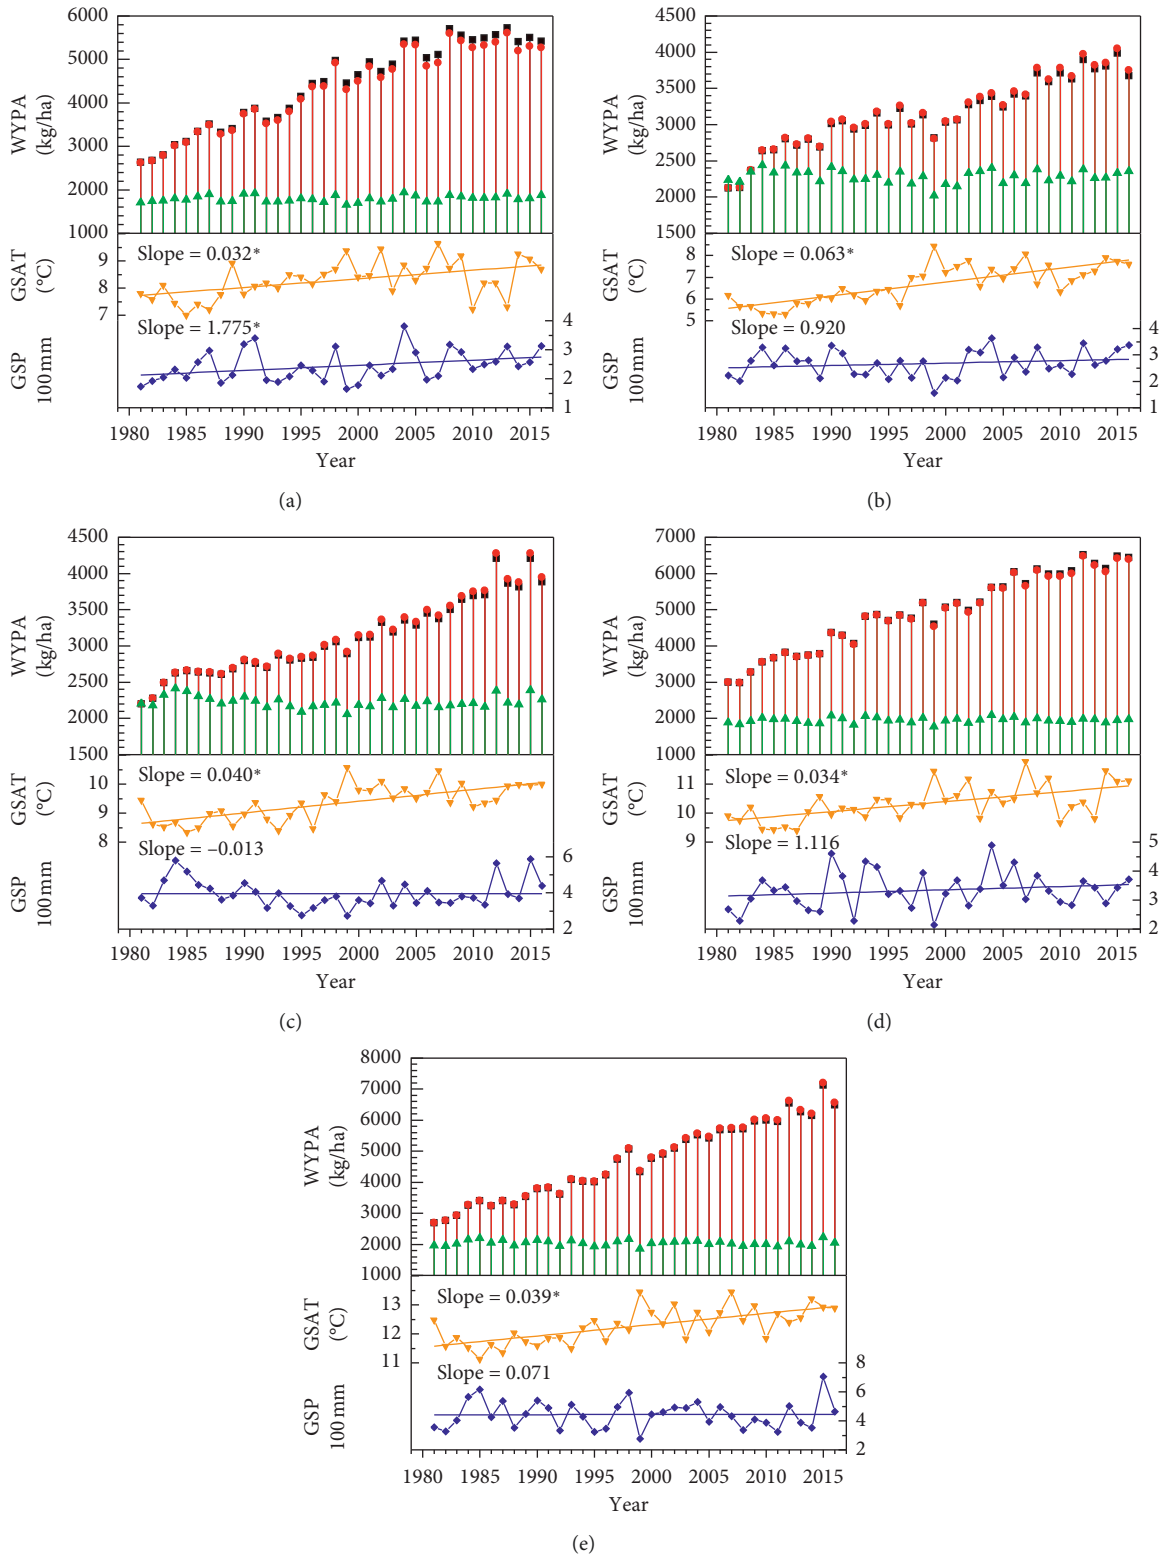 6000
5000
4000
3000
2000
1000
WYPA
(kg/ha)
9
8
7
GSAT
(°C)
Slope = 0.032*
Slope = 1.775*
4
3
2
1
GSP
100 mm
1980 1985 1990 1995 2000 2005 2010 2015
Year
(a)
4500
4000
3500
3000
2500
2000
1500
WYPA
(kg/ha)
8
7
6
5
GSAT
(°C)
Slope = 0.063*
Slope = 0.920
4
3
2
1
GSP
100 mm
1980 1985 1990 1995 2000 2005 2010 2015
Year
(b)
4500
4000
3500
3000
2500
2000
1500
WYPA
(kg/ha)
10
9
8
GSAT
(°C)
Slope = 0.040*
Slope = –0.013
6
4
2
GSP
100 mm
1980 1985 1990 1995 2000 2005 2010 2015
Year
(c)
7000
6000
5000
4000
3000
2000
1000
WYPA
(kg/ha)
11
10
9
GSAT
(°C)
Slope = 0.034*
Slope = 1.116
5
4
3
2
GSP
100 mm
1980 1985 1990 1995 2000 2005 2010 2015
Year
(d)
8000
7000
6000
5000
4000
3000
2000
1000
WYPA
(kg/ha)
13
12
11
GSAT
(°C)
Slope = 0.039*
Slope = 0.071
8
6
4
2
GSP
100 mm
1980 1985 1990 1995 2000 2005 2010 2015
Year
(e)